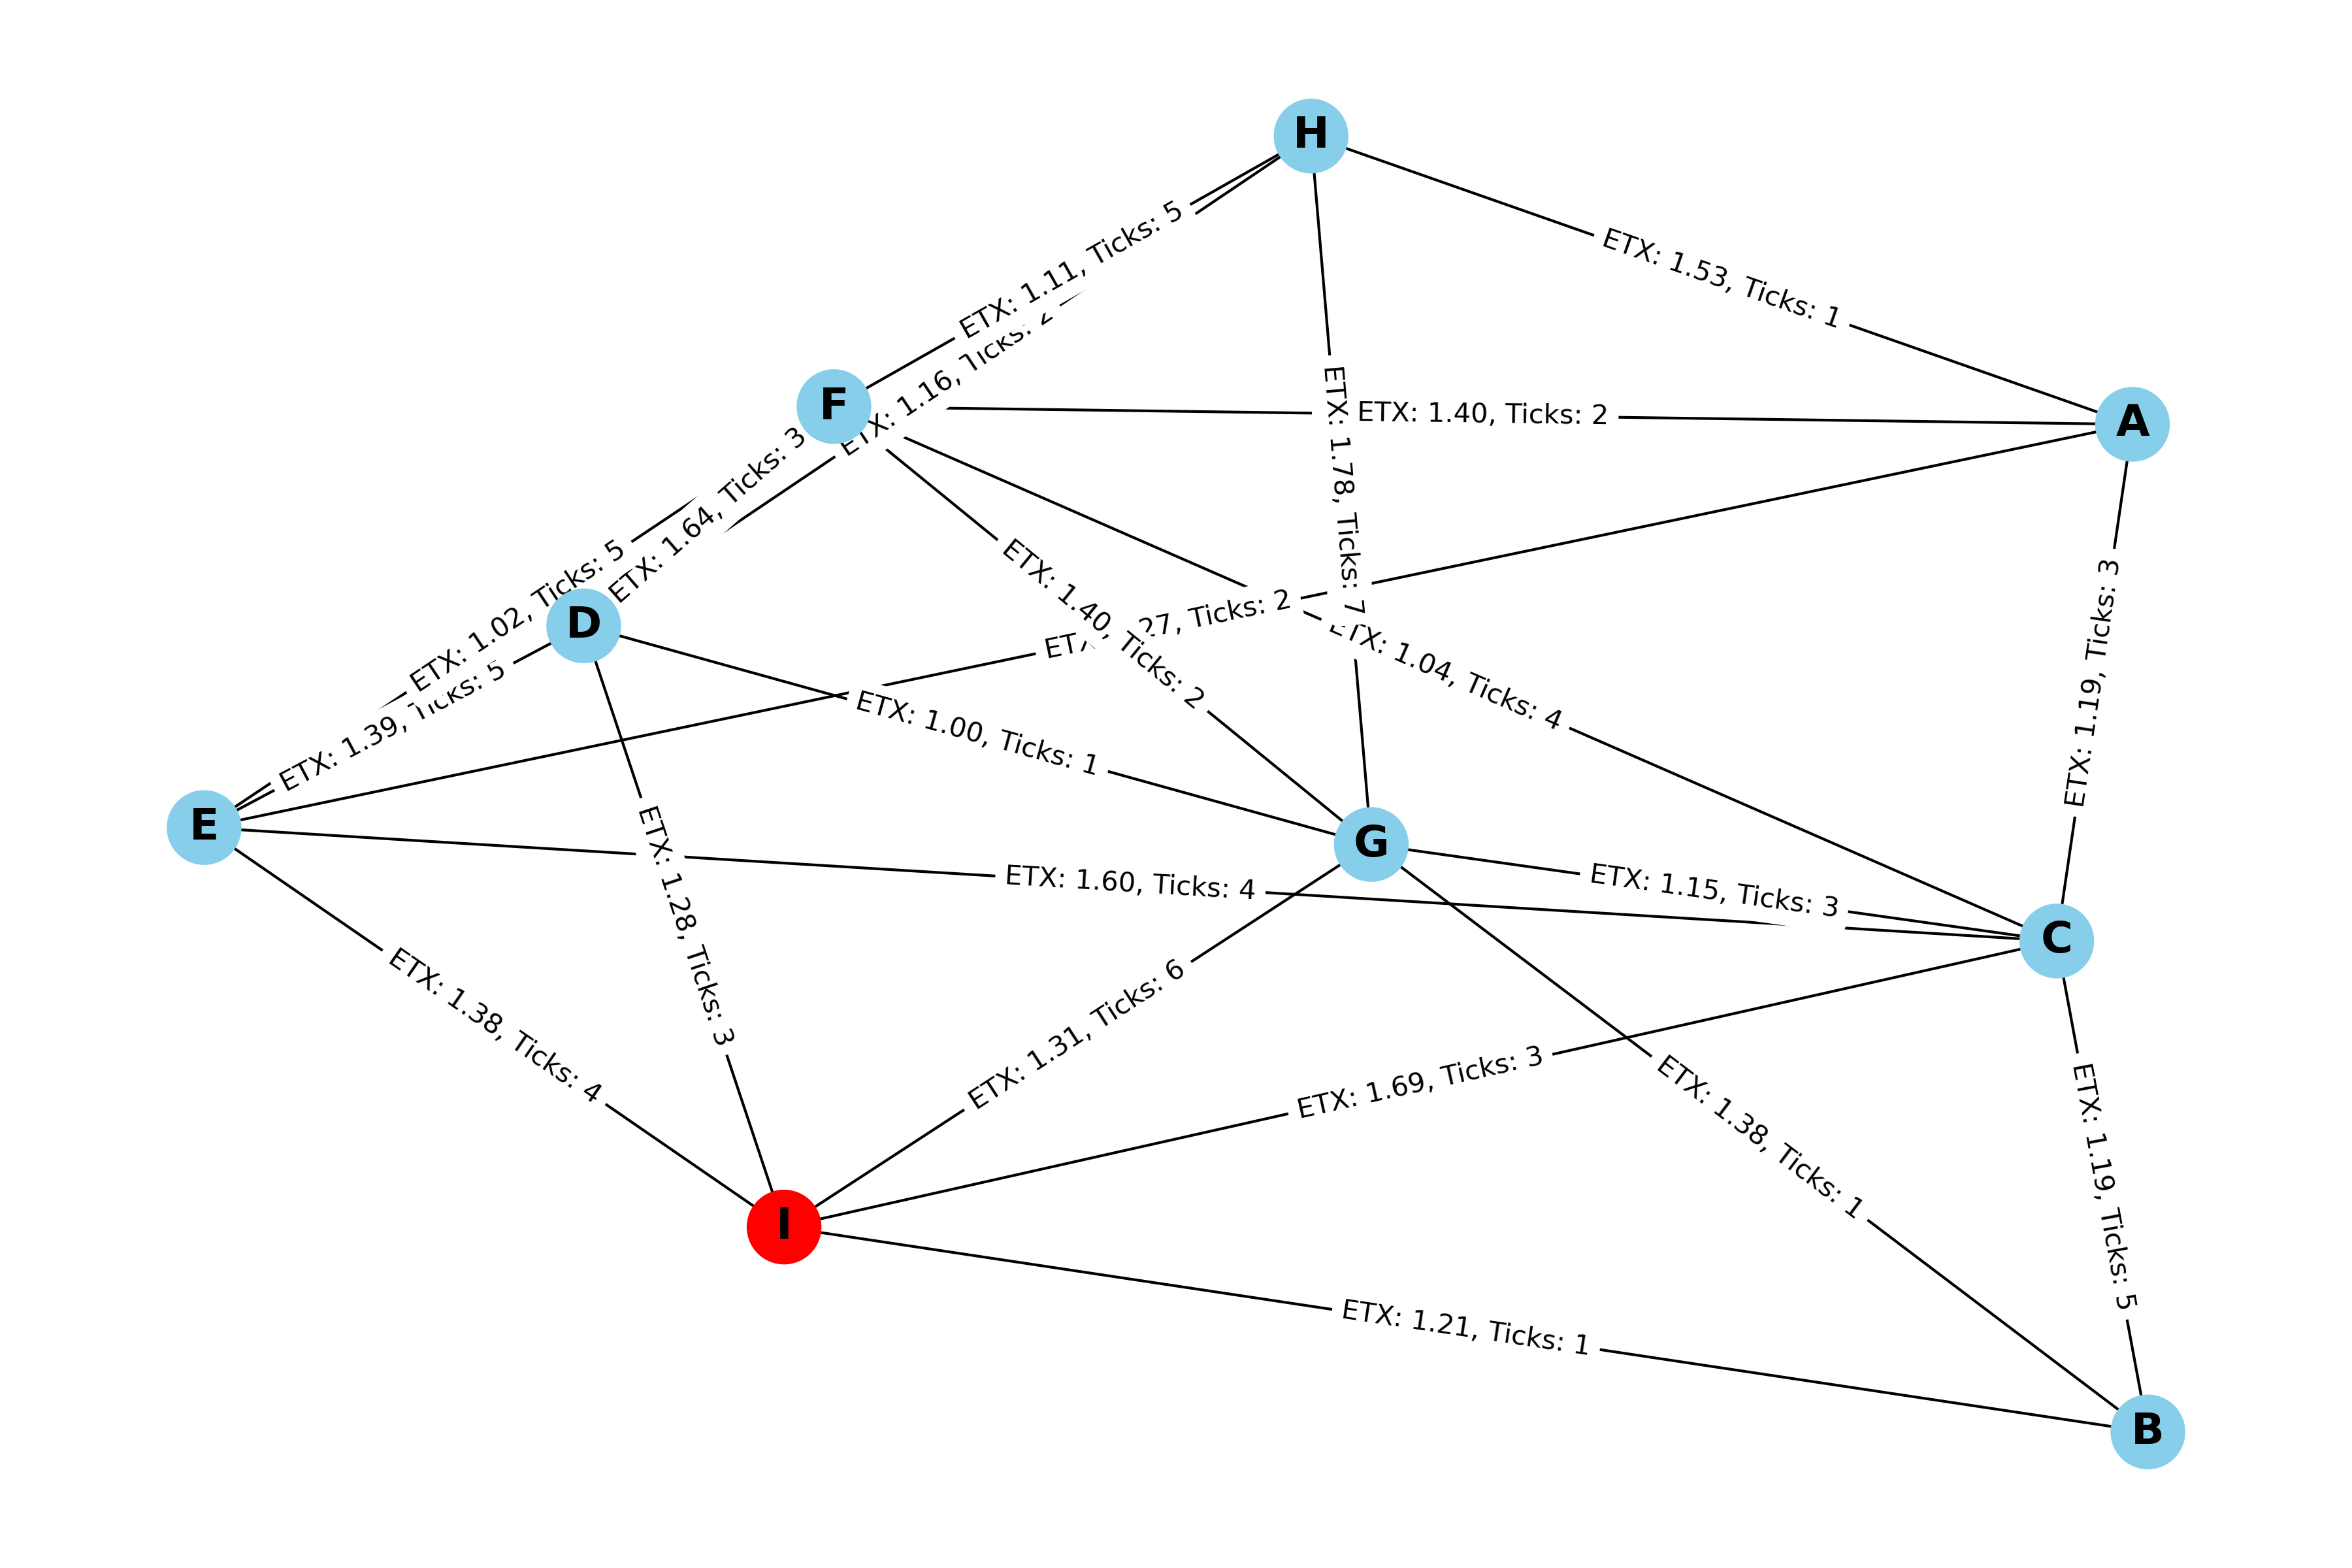 H
ETX: 1.11, Ticks: 5
ETX: 1.53, Ticks: 1
ETX: 1.16, Ticks: 2
F
ETX: 1.40, Ticks: 2
A
ETX: 1.78, Ticks: 7
ETX: 1.64, Ticks: 3
ETX: 1.02, Ticks: 5
D
ETX: 1.40, Ticks: 2
27, Ticks: 2
ETX: 1.04, Ticks: 4
ETX: 1.19, Ticks: 3
ETX: 1.39, Ticks: 5
ETX: 1.00, Ticks: 1
E
G
ETX: 1.60, Ticks: 4
ETX: 1.15, Ticks: 3
C
ETX: 1.28, Ticks: 3
ETX: 1.38, Ticks: 4
ETX: 1.31, Ticks: 6
ETX: 1.69, Ticks: 3
ETX: 1.38, Ticks: 1
ETX: 1.19, Ticks: 5
I
ETX: 1.21, Ticks: 1
B